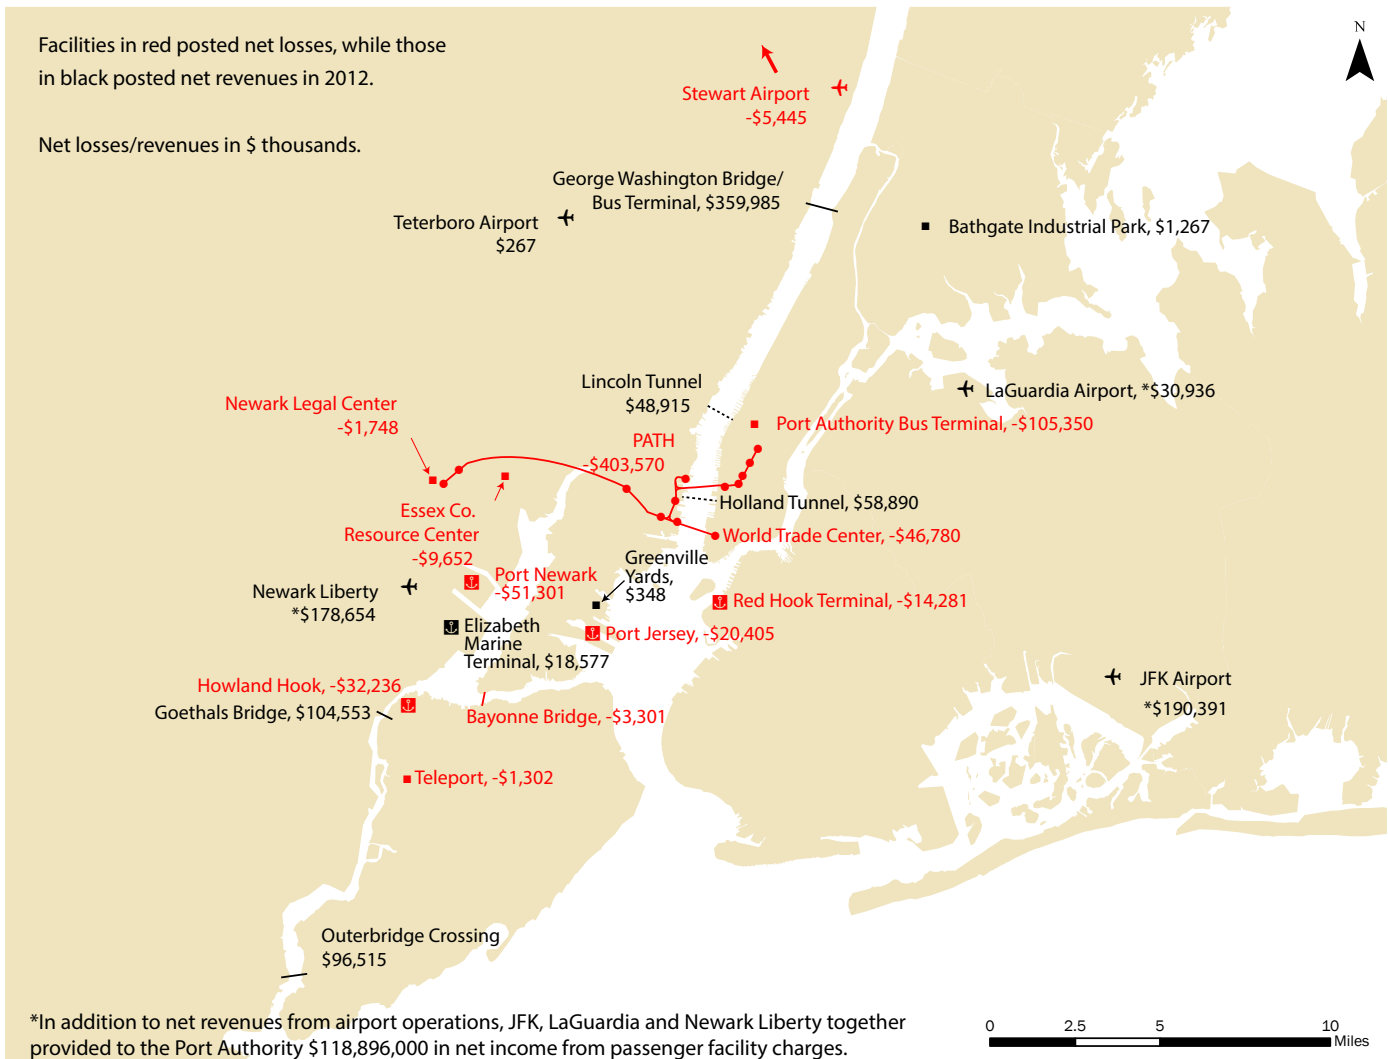 Facilities in red posted net losses, while those
in black posted net revenues in 2012.
Net losses/revenues in $ thousands.
N
Stewart Airport
-$5,445
George Washington Bridge/
Bus Terminal, $359,985
Teterboro Airport
$267
Bathgate Industrial Park, $1,267
Lincoln Tunnel
$48,915
LaGuardia Airport, *$30,936
Newark Legal Center
-$1,748
Port Authority Bus Terminal, -$105,350
PATH
-$403,570
Holland Tunnel, $58,890
Essex Co.
Resource Center
-$9,652
World Trade Center, -$46,780
Greenville
Yards,
$348
Port Newark
-$51,301
Newark Liberty
*$178,654
Red Hook Terminal, -$14,281
Elizabeth
Marine
Terminal, $18,577
Port Jersey, -$20,405
Howland Hook, -$32,236
Goethals Bridge, $104,553
Bayonne Bridge, -$3,301
JFK Airport
*$190,391
Teleport, -$1,302
Outerbridge Crossing
$96,515
*In addition to net revenues from airport operations, JFK, LaGuardia and Newark Liberty together
provided to the Port Authority $118,896,000 in net income from passenger facility charges.
0 2.5 5 10
Miles